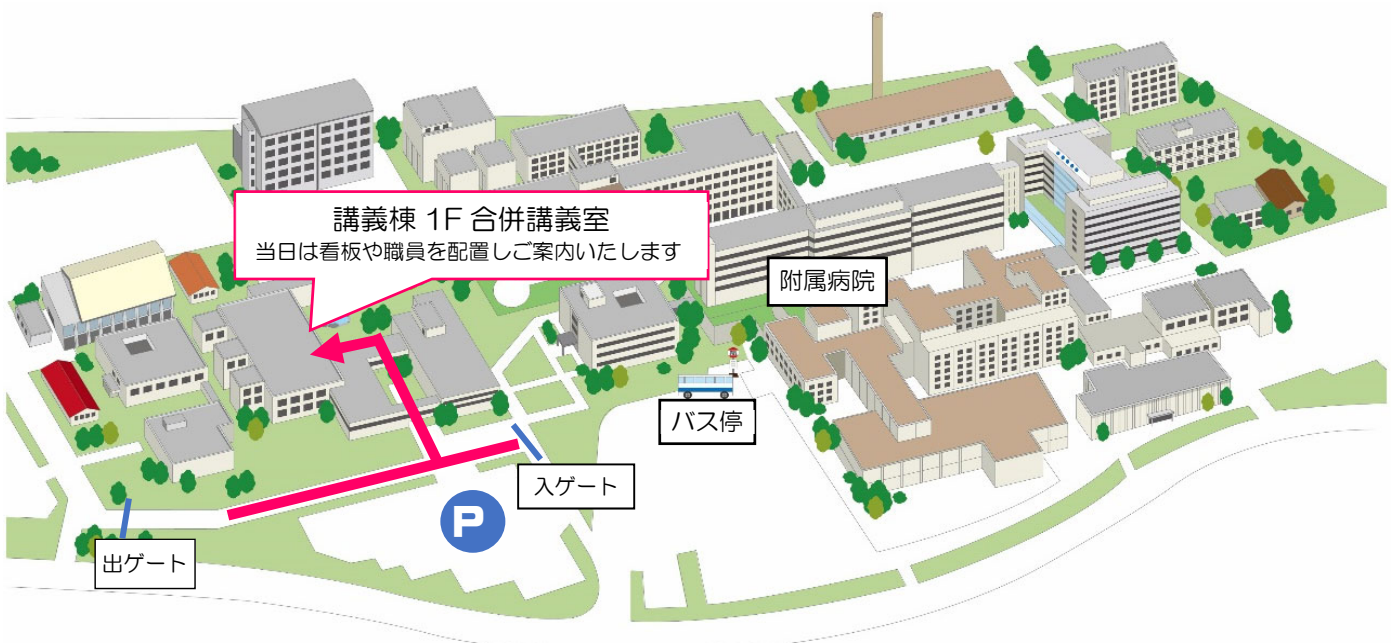 講義棟 1F 合併講義室
当日は看板や職員を配置しご案内いたします
附属病院
バス停
入ゲート
P
出ゲート